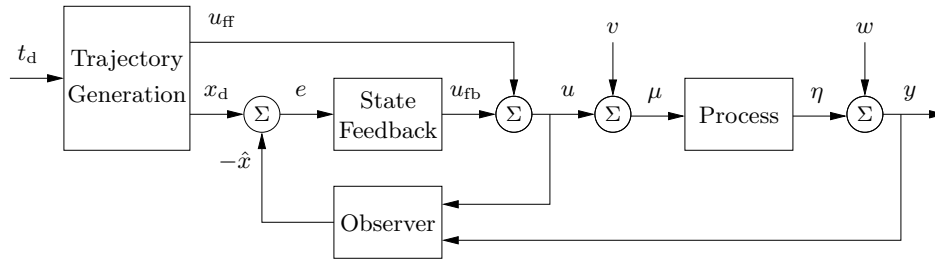 u_ff
v
w
t_d
Trajectory
Generation
x_d
e
State
Feedback
u_fb
u
μ
Process
η
y
Σ
Σ
Σ
Σ
−x̂
Observer